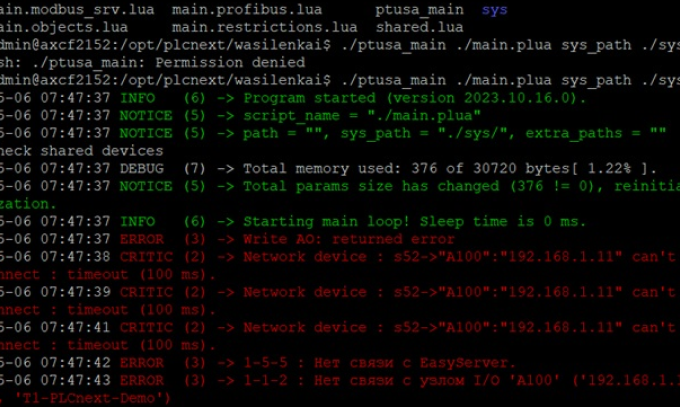 ain.modbus_srv.lua main.profibus.lua ptusa_main sys
ain.objects.lua main.restrictions.lua shared.lua
dmin@axcf2152:/opt/plcnext/wasilenkai$ ./ptusa_main ./main.plua sys_path ./sys
sh: ./ptusa_main: Permission denied
dmin@axcf2152:/opt/plcnext/wasilenkai$ ./ptusa_main ./main.plua sys_path ./sys
5-06 07:47:37 INFO (6) -> Program started (version 2023.10.16.0).
5-06 07:47:37 NOTICE (5) -> script_name = "./main.plua"
5-06 07:47:37 NOTICE (5) -> path = "", sys_path = "./sys/", extra_paths = ""
heck shared devices
5-06 07:47:37 DEBUG (7) -> Total memory used: 376 of 30720 bytes[ 1.22% ].
5-06 07:47:37 NOTICE (5) -> Total params size has changed (376 != 0), reinitia
zation.
5-06 07:47:37 INFO (6) -> Starting main loop! Sleep time is 0 ms.
5-06 07:47:37 ERROR (3) -> Write AO: returned error
5-06 07:47:38 CRITIC (2) -> Network device : s52->"A100":"192.168.1.11" can't
nnect : timeout (100 ms).
5-06 07:47:39 CRITIC (2) -> Network device : s52->"A100":"192.168.1.11" can't
nnect : timeout (100 ms).
5-06 07:47:41 CRITIC (2) -> Network device : s52->"A100":"192.168.1.11" can't
nnect : timeout (100 ms).
5-06 07:47:42 ERROR (3) -> 1-5-5 : Нет связи с EasyServer.
5-06 07:47:43 ERROR (3) -> 1-1-2 : Нет связи с узлом I/O 'A100' ('192.168.1.1
, 'T1-PLCnext-Demo')